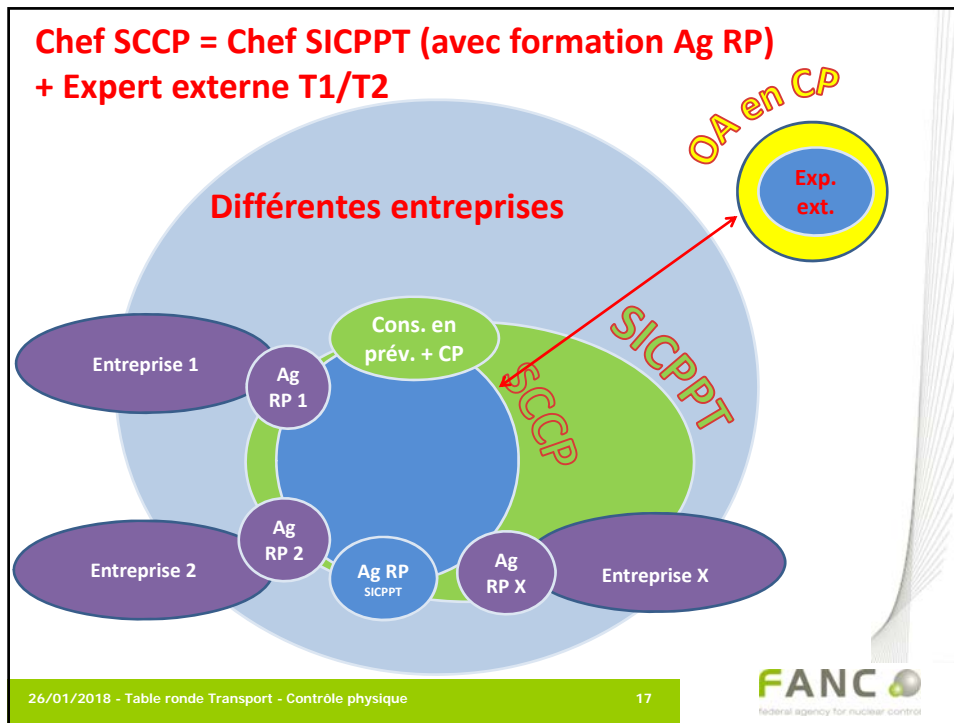 Chef SCCP = Chef SICPPT (avec formation Ag RP)
+ Expert externe T1/T2
OA en CP
Exp.
ext.
Différentes entreprises
Cons. en
prév. + CP
SICPPT
SCCP
Entreprise 1
Ag
RP 1
Ag
RP 2
Entreprise 2
Ag RP
SICPPT
Ag
RP X
Entreprise X
26/01/2018 - Table ronde Transport - Contrôle physique 17
FANC
federal agency for nuclear control